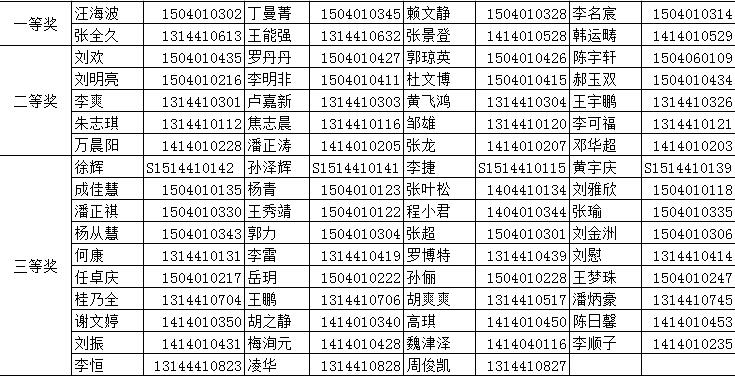 一等奖 汪海波 1504010302 丁曼菁 1504010345 赖文静 1504010328 李名宸 1504010314
张全久 1314410613 王能强 1314410632 张景登 1414010528 韩运畴 1414010529
二等奖 刘欢 1504010435 罗丹丹 1504010427 郭琼英 1504010426 陈宇轩 1504060109
刘明亮 1504010216 李明非 1504010411 杜文博 1504010415 郝玉双 1504010434
李爽 1314410301 卢嘉新 1314410303 黄飞鸿 1314410304 王宇鹏 1314410326
朱志琪 1314410112 焦志晨 1314410116 邹雄 1314410120 李可福 1314410121
万晨阳 1414010228 潘正涛 1414010205 张龙 1414010207 邓华超 1414010203
三等奖 徐辉 S1514410142 孙泽辉 S1514410141 李捷 S1514410115 黄宇庆 S1514410139
成佳慧 1504010135 杨青 1504010123 张叶松 1404410134 刘雅欣 1504010118
潘正祺 1504010330 王秀靖 1504010122 程小君 1404010344 张瑜 1504010335
杨从慧 1504010343 郭力 1504010304 张超 1504010301 刘金洲 1504010306
何康 1314410131 李雷 1314410419 罗博特 1314410439 刘慰 1314410414
任卓庆 1504010217 岳玥 1504010222 孙俪 1504010228 王梦珠 1504010247
桂乃全 1314410704 王鹏 1314410706 胡爽爽 1314410517 潘炳豪 1314410745
谢文婷 1414010350 胡之静 1414010340 高琪 1414010450 陈日馨 1414010453
刘振 1414010431 梅洵元 1414010428 魏津泽 1414040116 李顺子 1414010235
李恒 13144410823 凌华 1314410828 周俊凯 1314410827